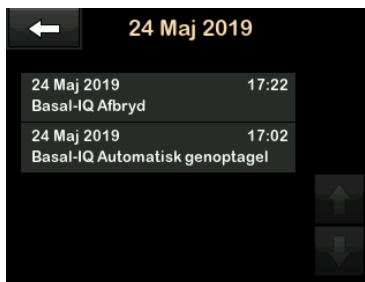 24 Maj 2019
24 Maj 2019 17:22
Basal-IQ Afbryd
24 Maj 2019 17:02
Basal-IQ Automatisk genoptagel